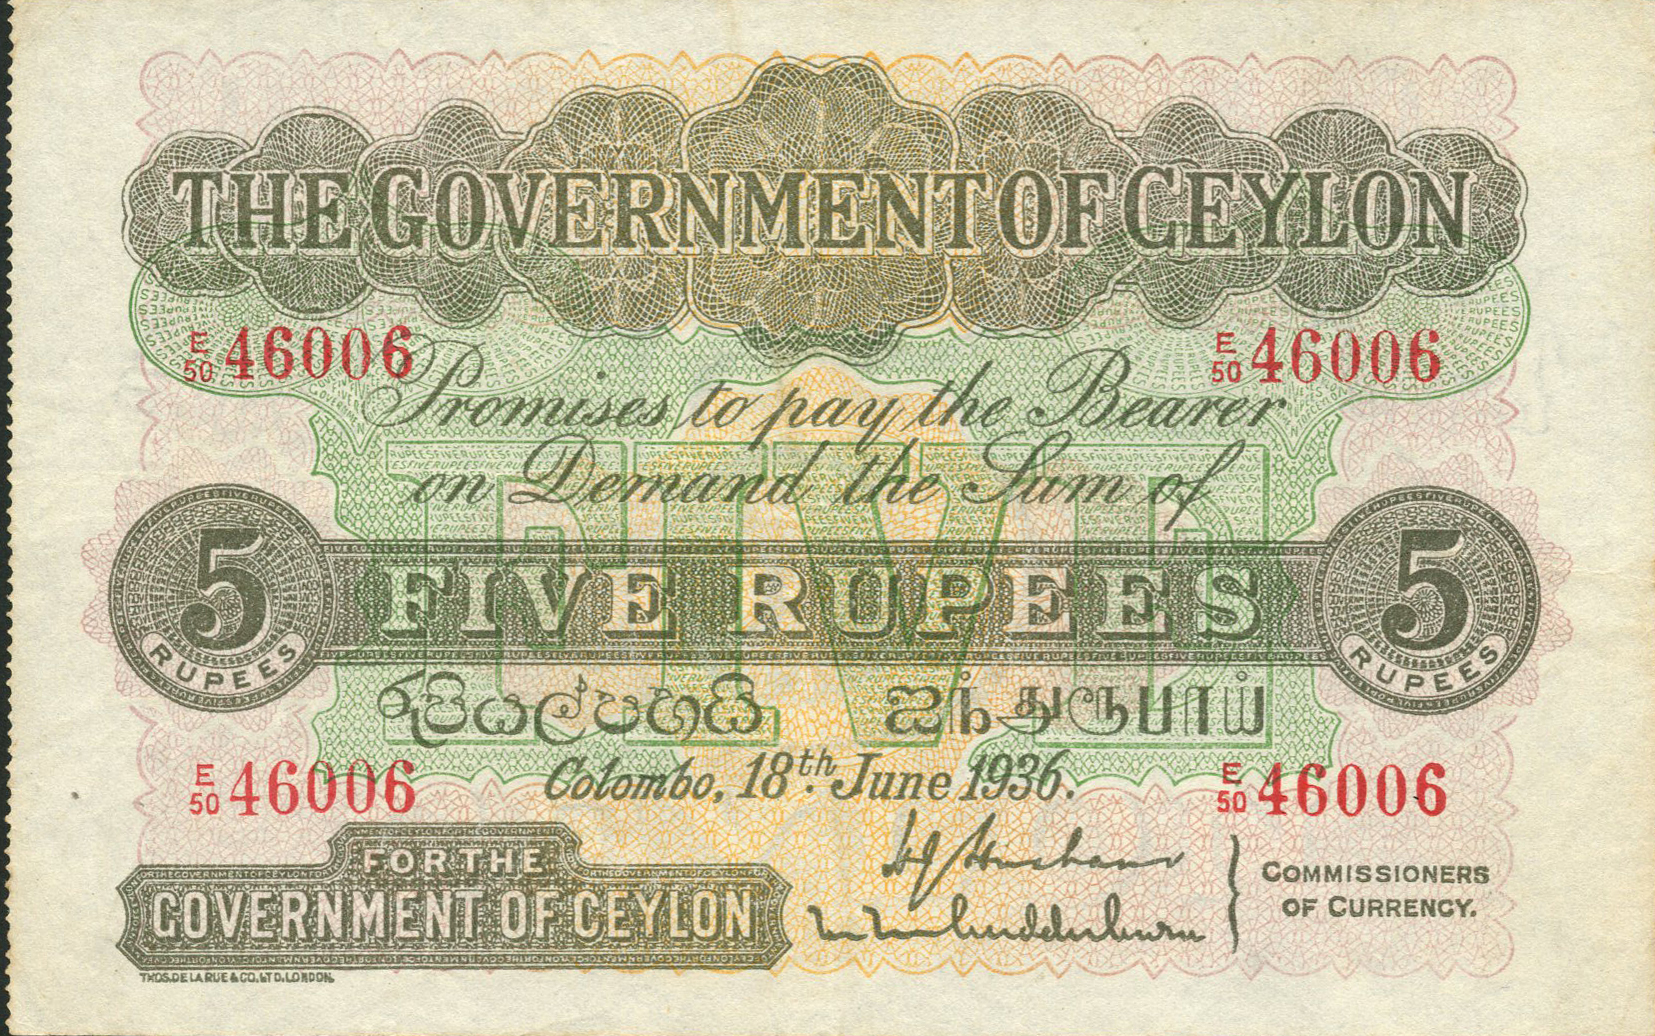 THE GOVERNMENT OF CEYLON
E/50 46006
E/50 46006
Promises to pay the Bearer
on Demand the Sum of
5 RUPEES
FIVE RUPEES
5 RUPEES
FIVE
රුපියල් පහයි
ஐந்துரூபாய்
Colombo, 18th June 1936.
E/50 46006
E/50 46006
FOR THE
GOVERNMENT OF CEYLON
COMMISSIONERS
OF CURRENCY.
THOS. DE LA RUE & CO. LTD. LONDON.